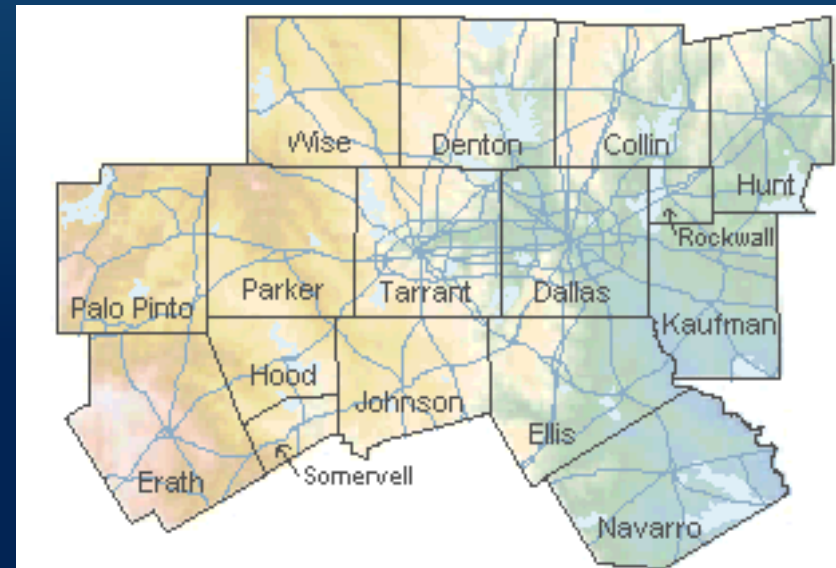 Wise
Denton
Collin
Hunt
Rockwall
Palo Pinto
Parker
Tarrant
Dallas
Kaufman
Hood
Johnson
Ellis
Somervell
Erath
Navarro